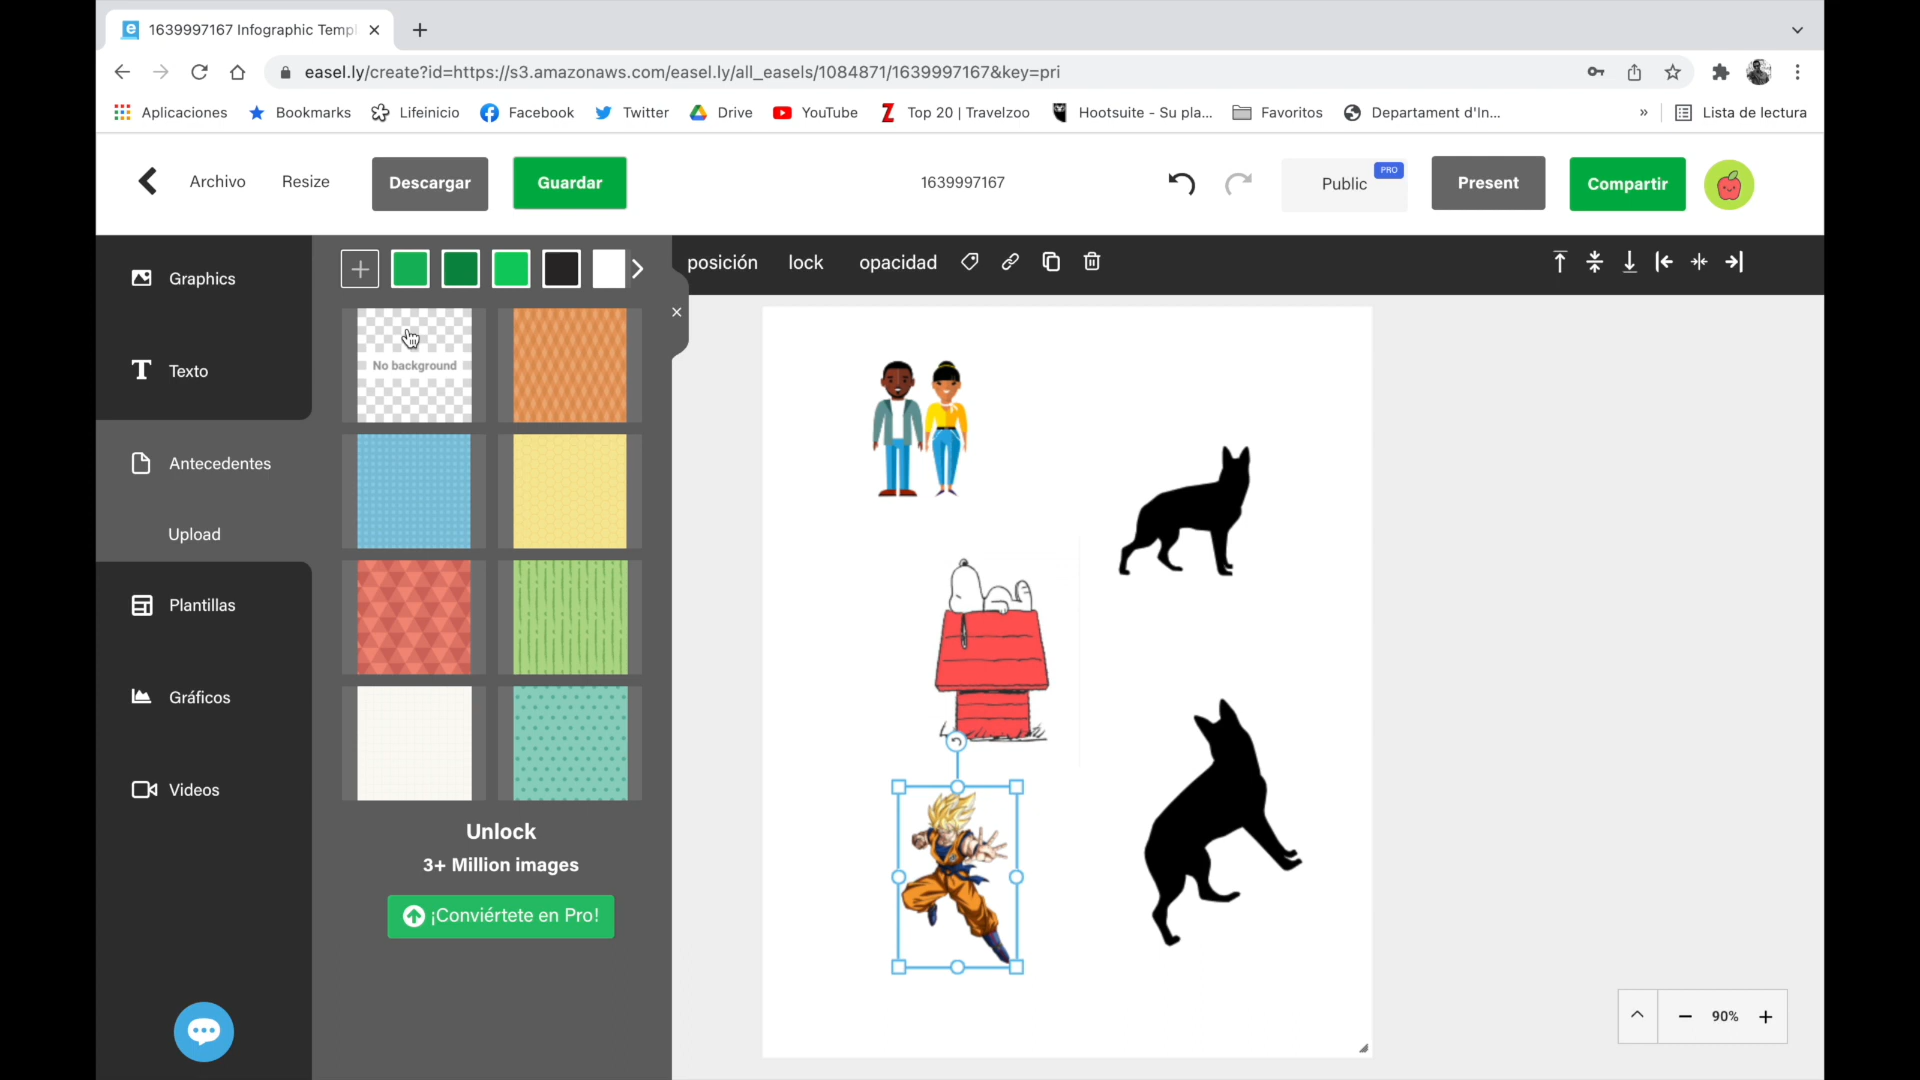 1639997167 Infographic Templ
easel.ly/create?id=https://s3.amazonaws.com/easel.ly/all_easels/1084871/1639997167&key=pri
Aplicaciones Bookmarks Lifeinicio Facebook Twitter Drive YouTube Top 20 | Travelzoo Hootsuite - Su pla... Favoritos Departament d'In... » Lista de lectura
Archivo Resize Descargar Guardar 1639997167 Public PRO Present Compartir
posición lock opacidad
Graphics
Texto
Antecedentes
Upload
Plantillas
Gráficos
Videos
No background
Unlock
3+ Million images
¡Conviértete en Pro!
90%